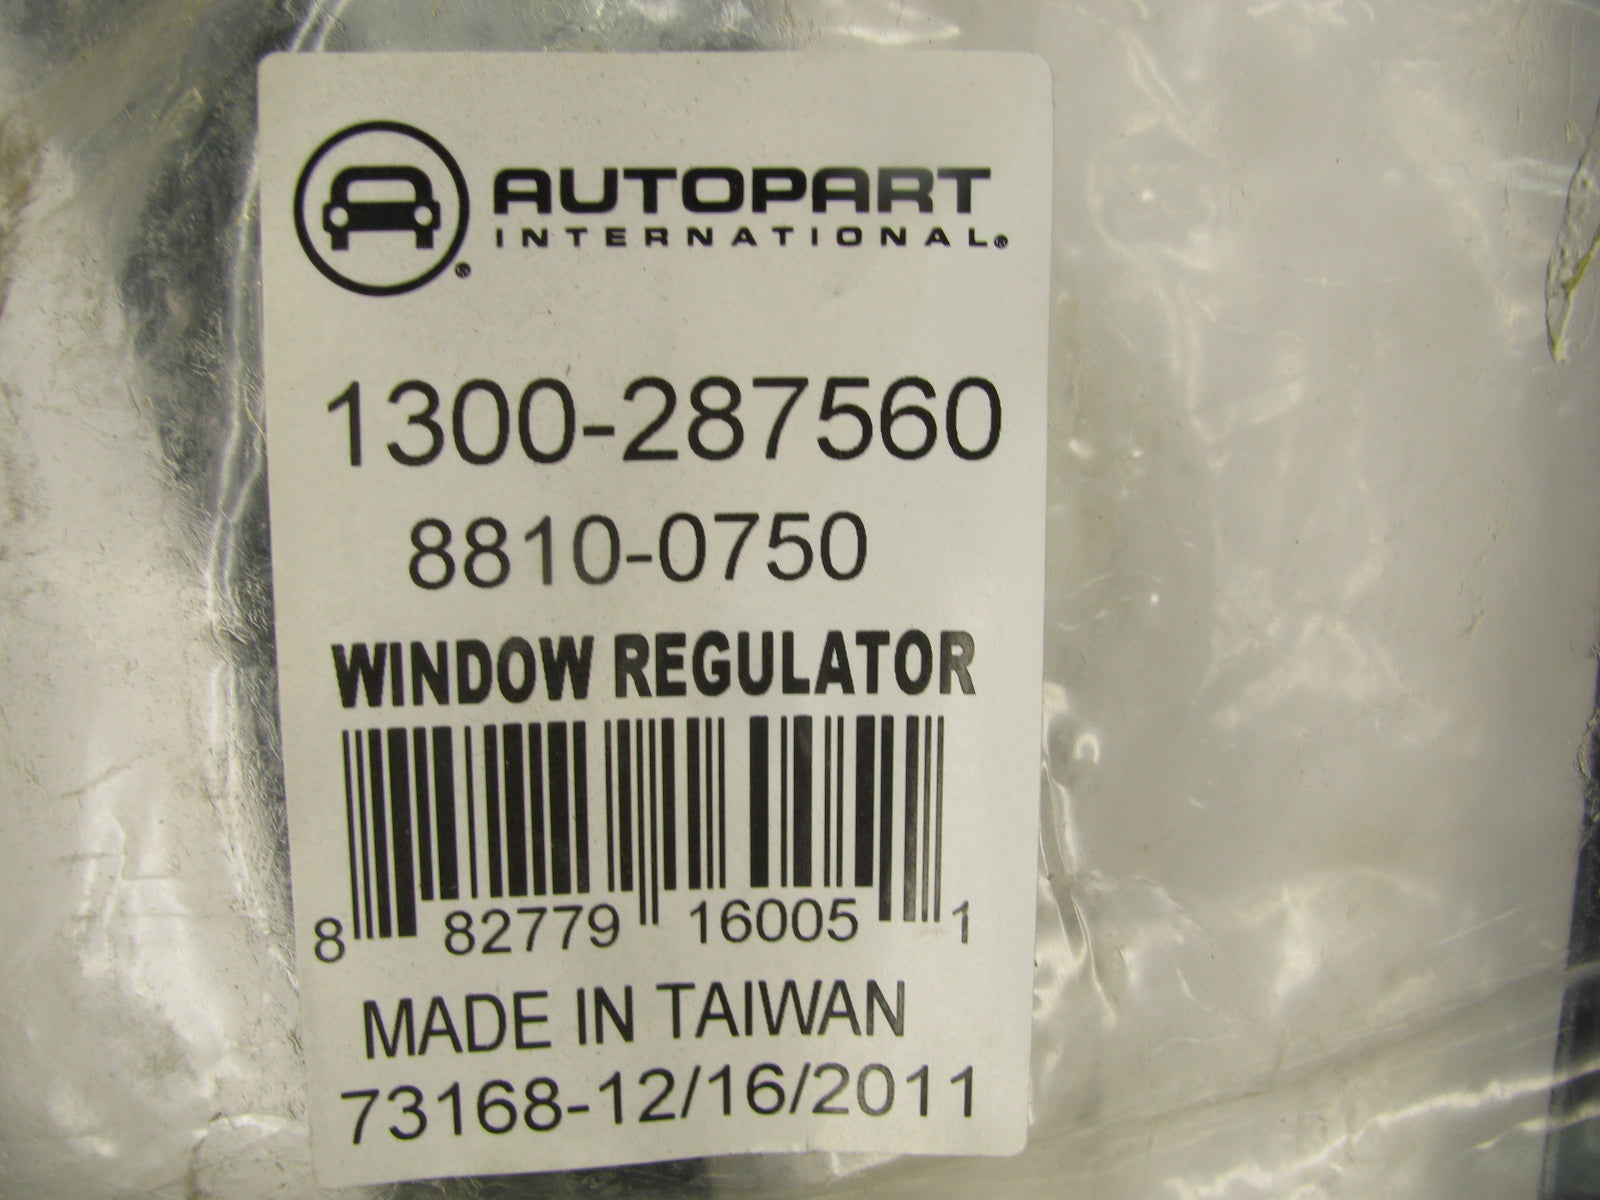 AUTOPART
INTERNATIONAL®
®
1300-287560
8810-0750
WINDOW REGULATOR
8 82779 16005 1
MADE IN TAIWAN
73168-12/16/2011